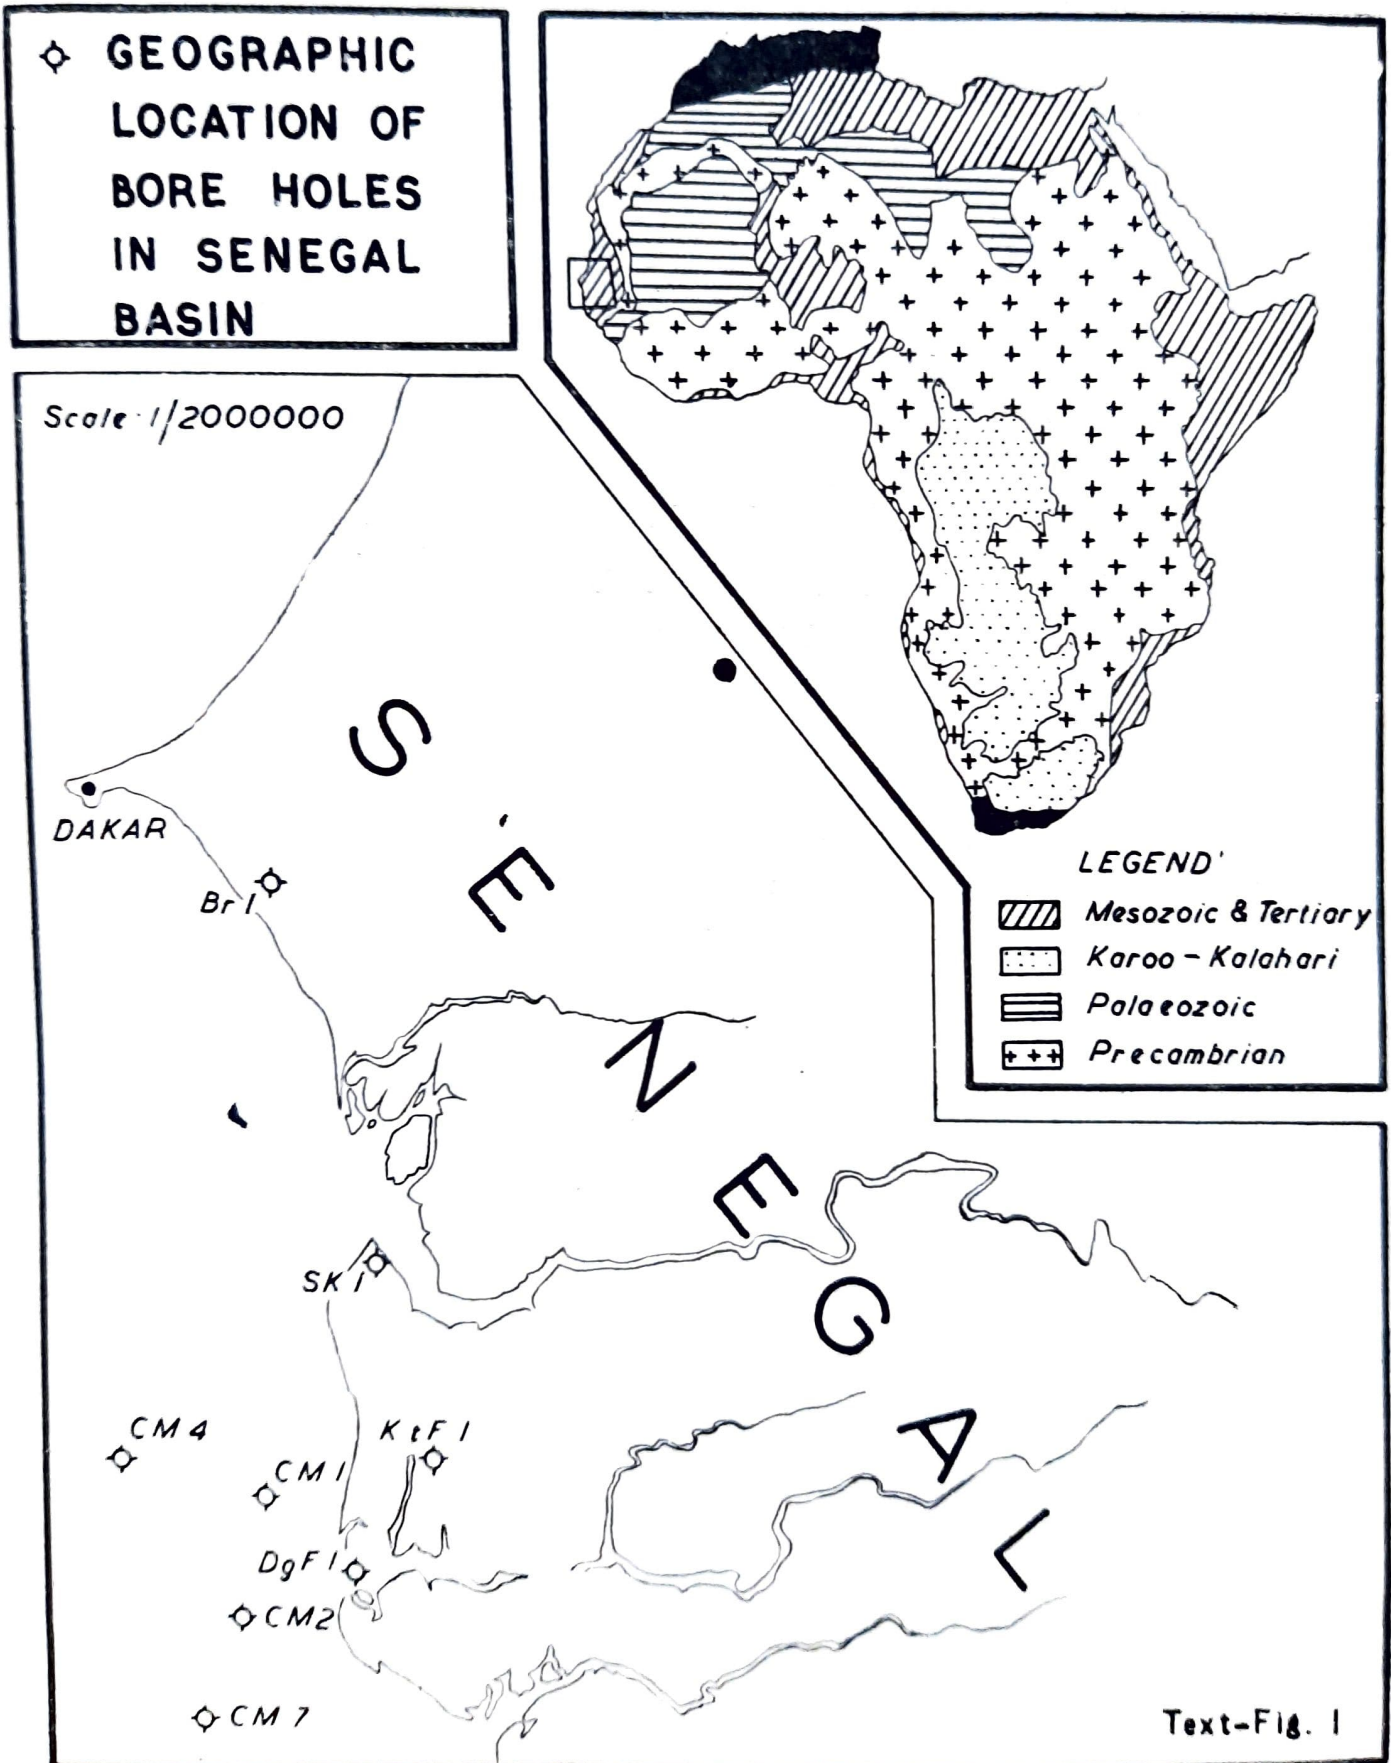 GEOGRAPHIC
LOCATION OF
BORE HOLES
IN SENEGAL
BASIN
Scale 1/2000000
LEGEND
Mesozoic & Tertiary
Karoo - Kalahari
Palaeozoic
Precambrian
SÉNEGAL
DAKAR
Br 1
SK 1
CM 4
CM 1
KtF 1
DgF 1
CM2
CM 7
Text-Fig. 1